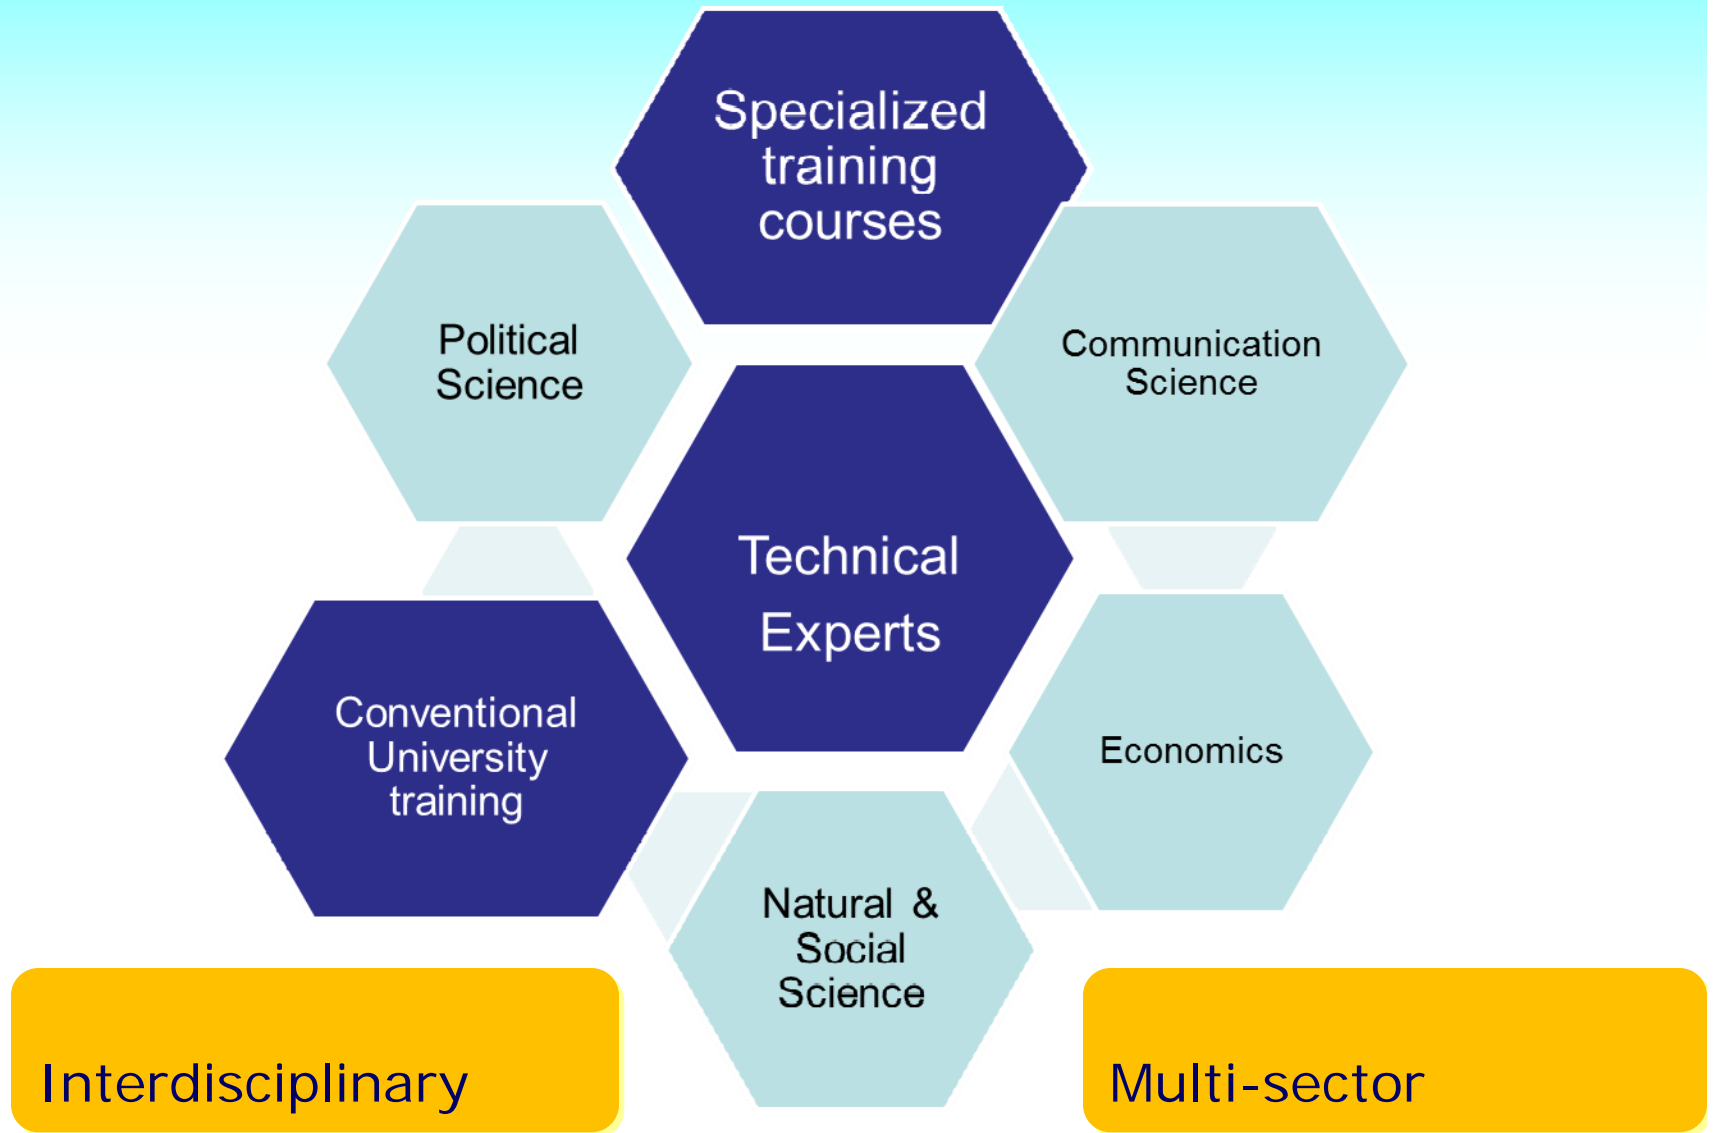 Specialized
training
courses
Political
Science
Communication
Science
Technical
Experts
Conventional
University
training
Economics
Natural & 
Social
Science
Interdisciplinary
Multi-sector